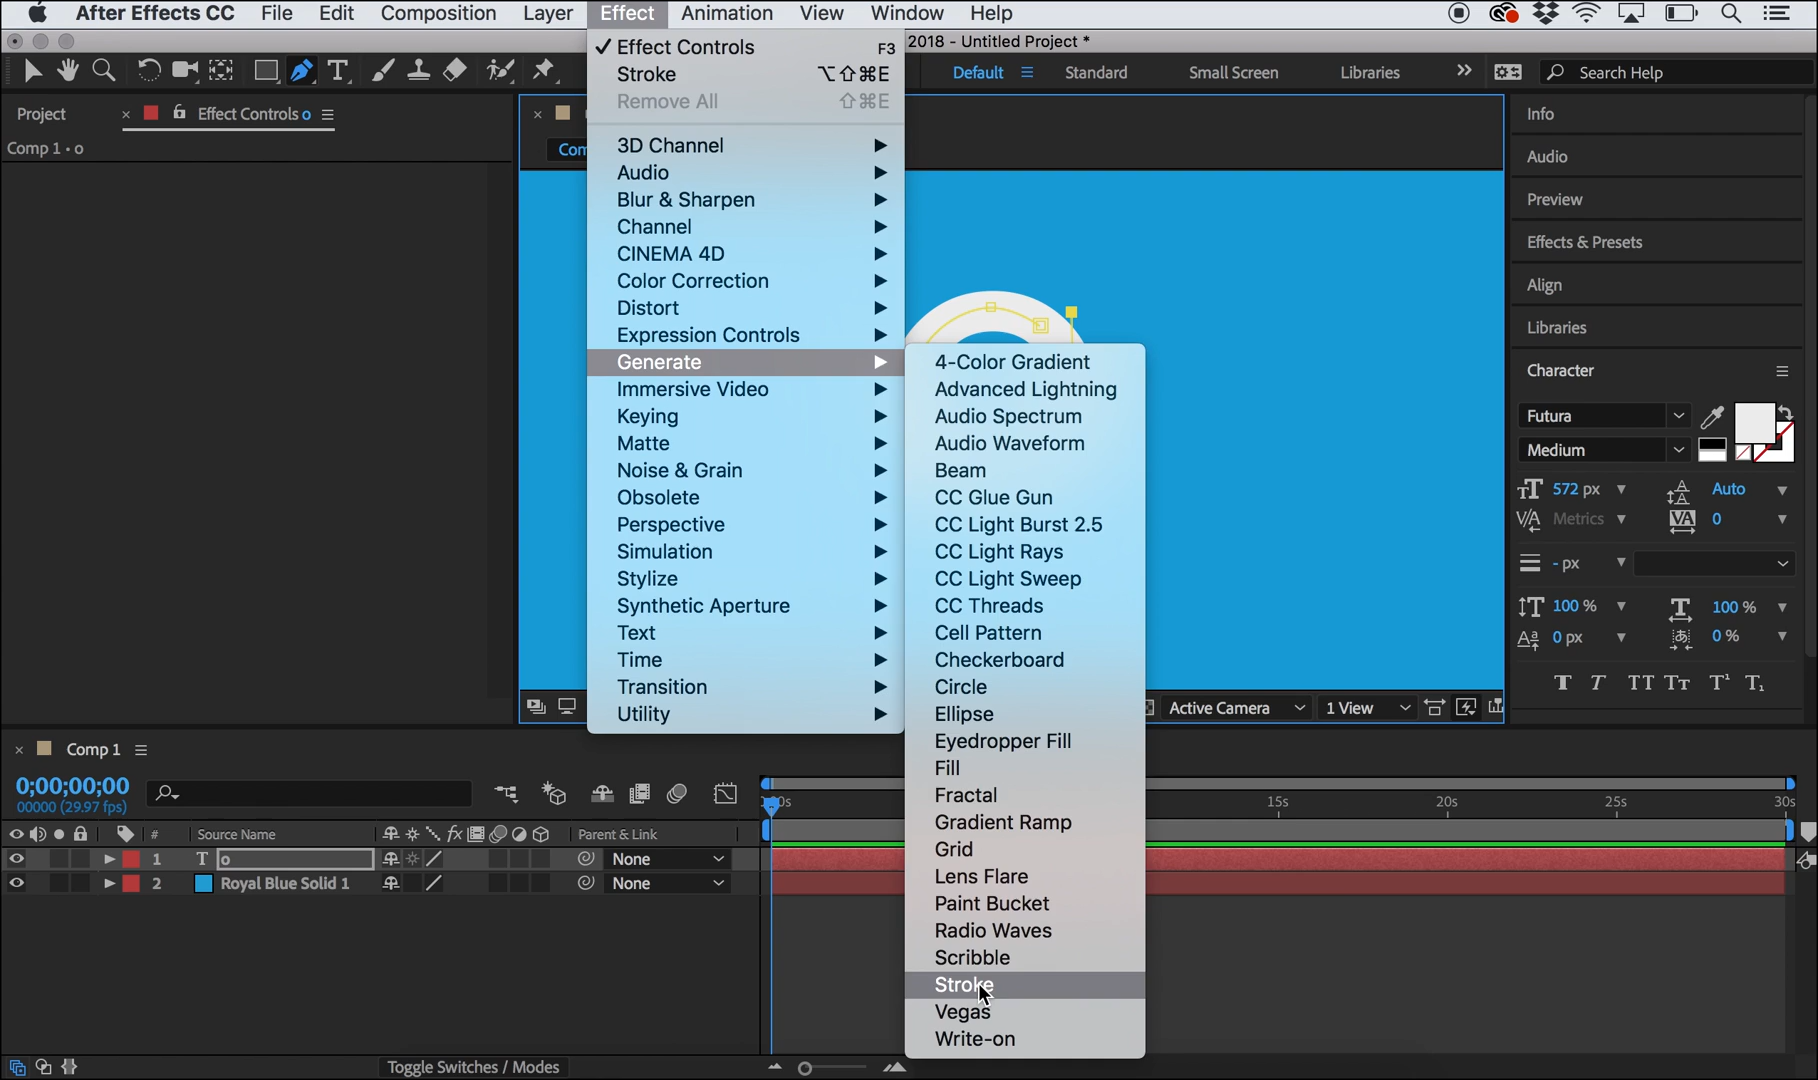 After Effects CC File Edit Composition Layer Effect Animation View Window Help
2018 - Untitled Project *
Default Standard Small Screen Libraries Search Help
Project Effect Controls o
Comp 1 • o
Effect Controls F3
Stroke ⌥⇧⌘E
Remove All ⇧⌘E
3D Channel
Audio
Blur & Sharpen
Channel
CINEMA 4D
Color Correction
Distort
Expression Controls
Generate
Immersive Video
Keying
Matte
Noise & Grain
Obsolete
Perspective
Simulation
Stylize
Synthetic Aperture
Text
Time
Transition
Utility
4-Color Gradient
Advanced Lightning
Audio Spectrum
Audio Waveform
Beam
CC Glue Gun
CC Light Burst 2.5
CC Light Rays
CC Light Sweep
CC Threads
Cell Pattern
Checkerboard
Circle
Ellipse
Eyedropper Fill
Fill
Fractal
Gradient Ramp
Grid
Lens Flare
Paint Bucket
Radio Waves
Scribble
Stroke
Vegas
Write-on
Info
Audio
Preview
Effects & Presets
Align
Libraries
Character
Futura
Medium
572 px Auto
Metrics 0
- px
100 % 100 %
0 px 0 %
Active Camera 1 View
Comp 1
0;00;00;00
00000 (29.97 fps)
15s 20s 25s 30s
# Source Name Parent & Link
1 T o None
2 Royal Blue Solid 1 None
Toggle Switches / Modes